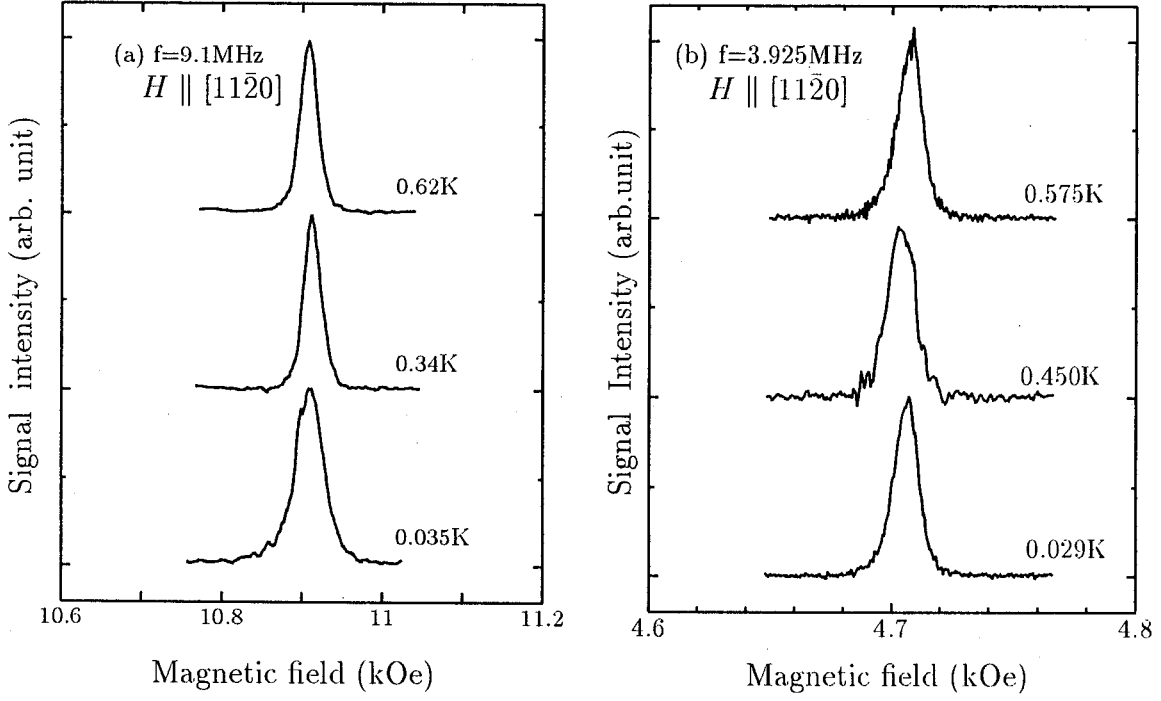 (a) f=9.1MHz
H ∥ [112̄0]
0.62K
0.34K
0.035K
Signal intensity (arb. unit)
10.6
10.8
11
11.2
Magnetic field (kOe)
(b) f=3.925MHz
H ∥ [112̄0]
0.575K
0.450K
0.029K
Signal Intensity (arb.unit)
4.6
4.7
4.8
Magnetic field (kOe)